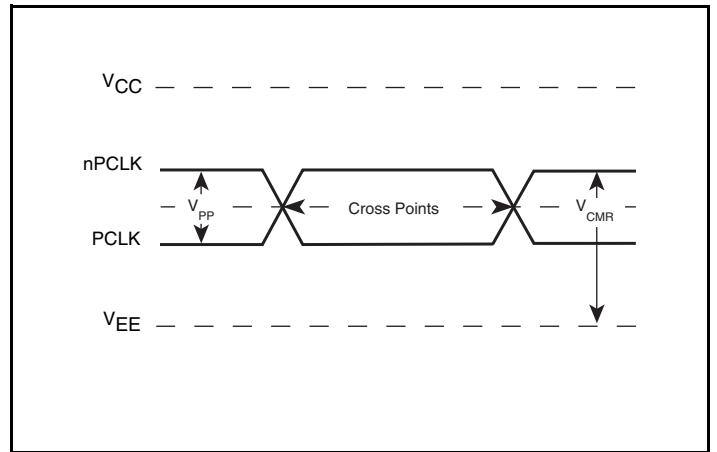 VCC
nPCLK
VPP
Cross Points
VCMR
PCLK
VEE